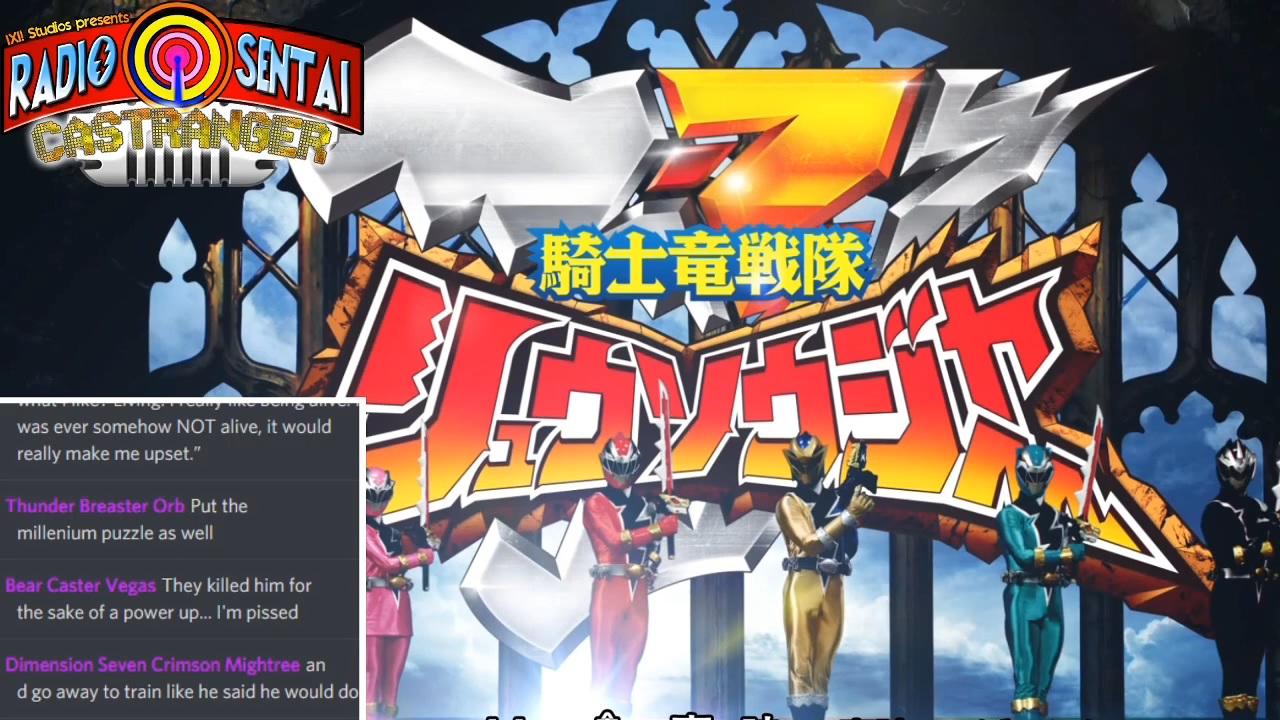 IXII Studios presents
RADIO SENTAI
CASTRANGER
騎士竜戦隊
リュウソウジャー
was ever somehow NOT alive, it would
really make me upset.”
Thunder Breaster Orb Put the
millenium puzzle as well
Bear Caster Vegas They killed him for
the sake of a power up... I'm pissed
Dimension Seven Crimson Mightree an
d go away to train like he said he would do